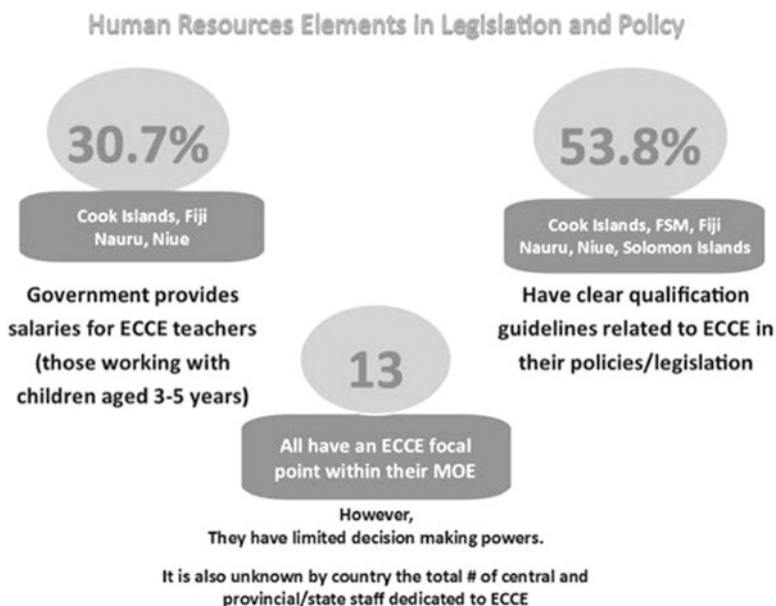 Human Resources Elements in Legislation and Policy
30.7%
Cook Islands, Fiji
Nauru, Niue
Government provides
salaries for ECCE teachers
(those working with
children aged 3-5 years)
53.8%
Cook Islands, FSM, Fiji
Nauru, Niue, Solomon Islands
Have clear qualification
guidelines related to ECCE in
their policies/legislation
13
All have an ECCE focal
point within their MOE
However,
They have limited decision making powers.
It is also unknown by country the total # of central and
provincial/state staff dedicated to ECCE